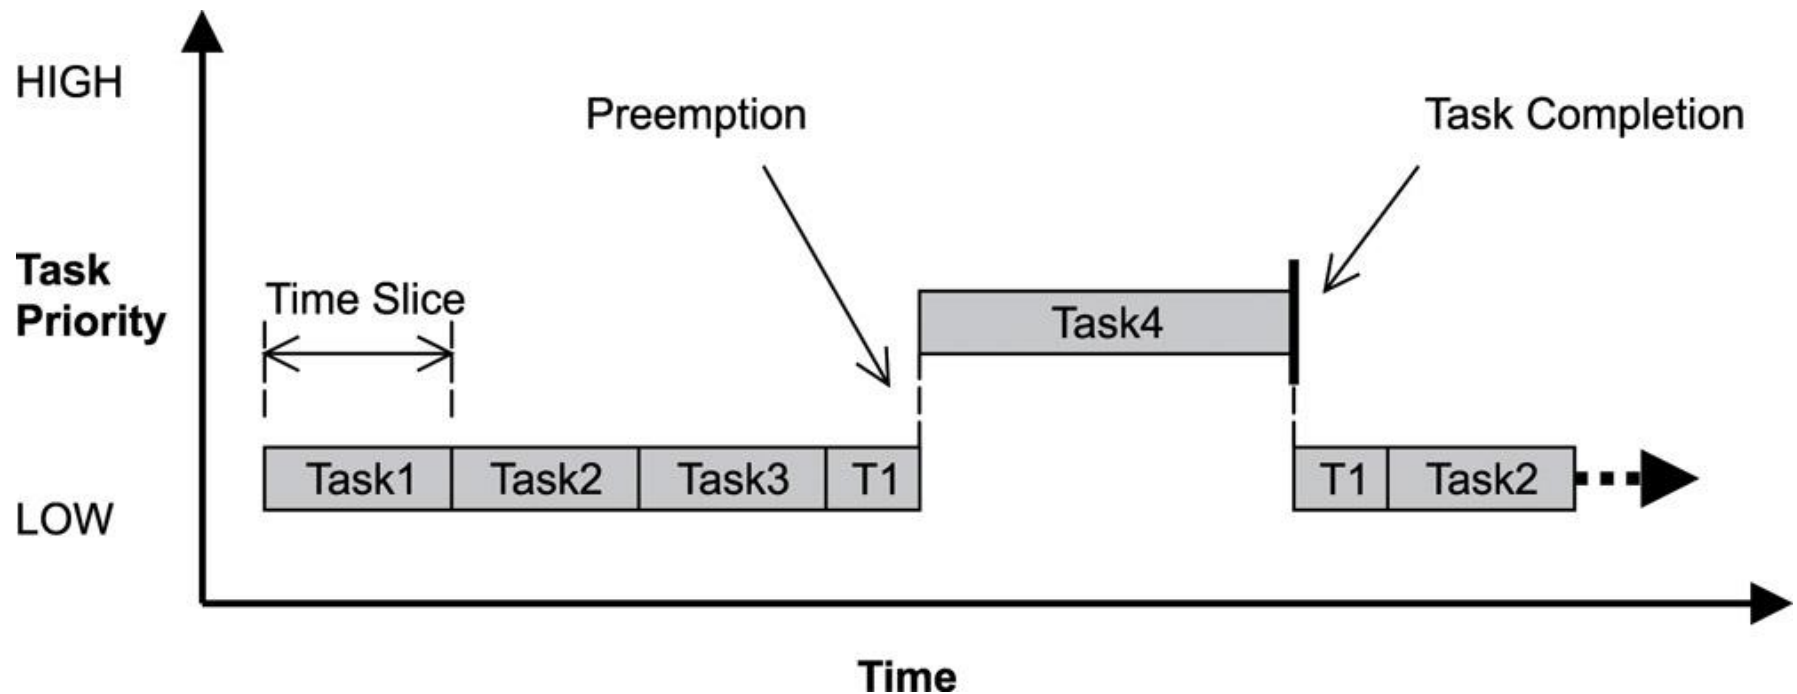 HIGH
Preemption
Task Completion
Task
Priority
Time Slice
Task4
Task1
Task2
Task3
T1
T1
Task2
LOW
Time